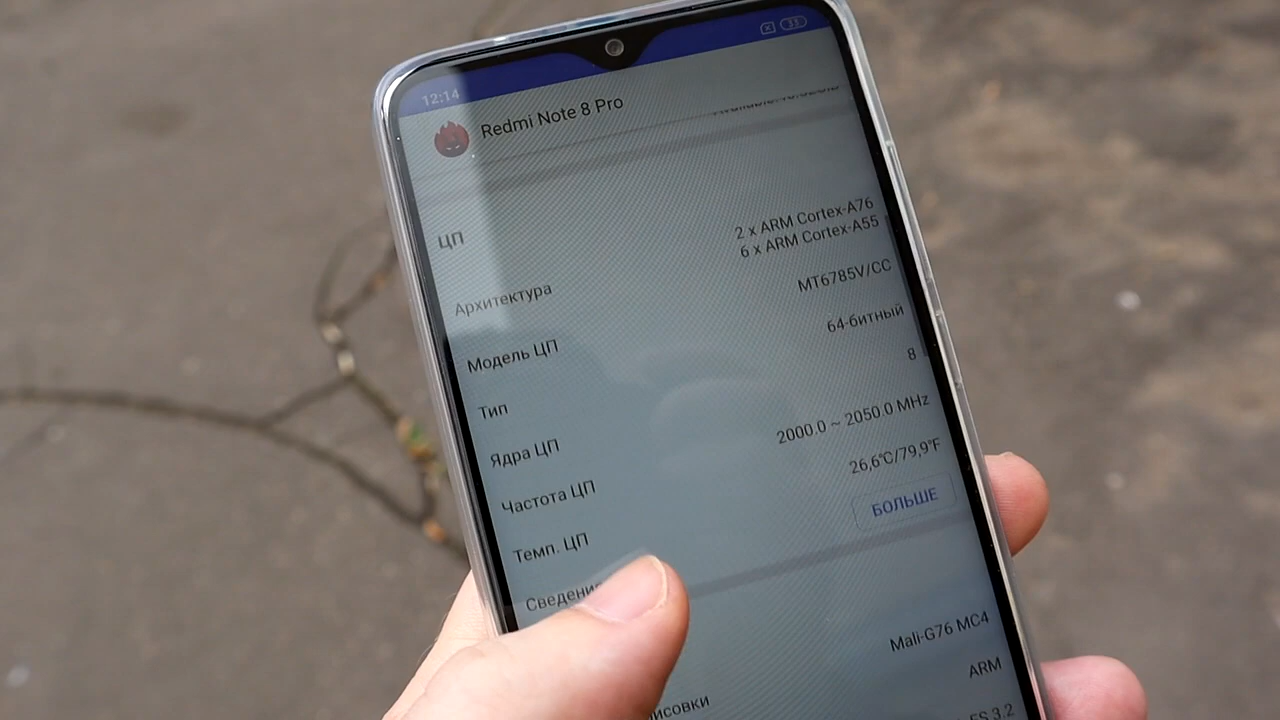 12:14
33
Redmi Note 8 Pro
ЦП
Архитектура
2 x ARM Cortex-A76
6 x ARM Cortex-A55
Модель ЦП
MT6785V/CC
Тип
64-битный
Ядра ЦП
8
Частота ЦП
2000.0 ~ 2050.0 MHz
Темп. ЦП
26,6°C/79,9°F
БОЛЬШЕ
Mali-G76 MC4
ARM
ES 3.2